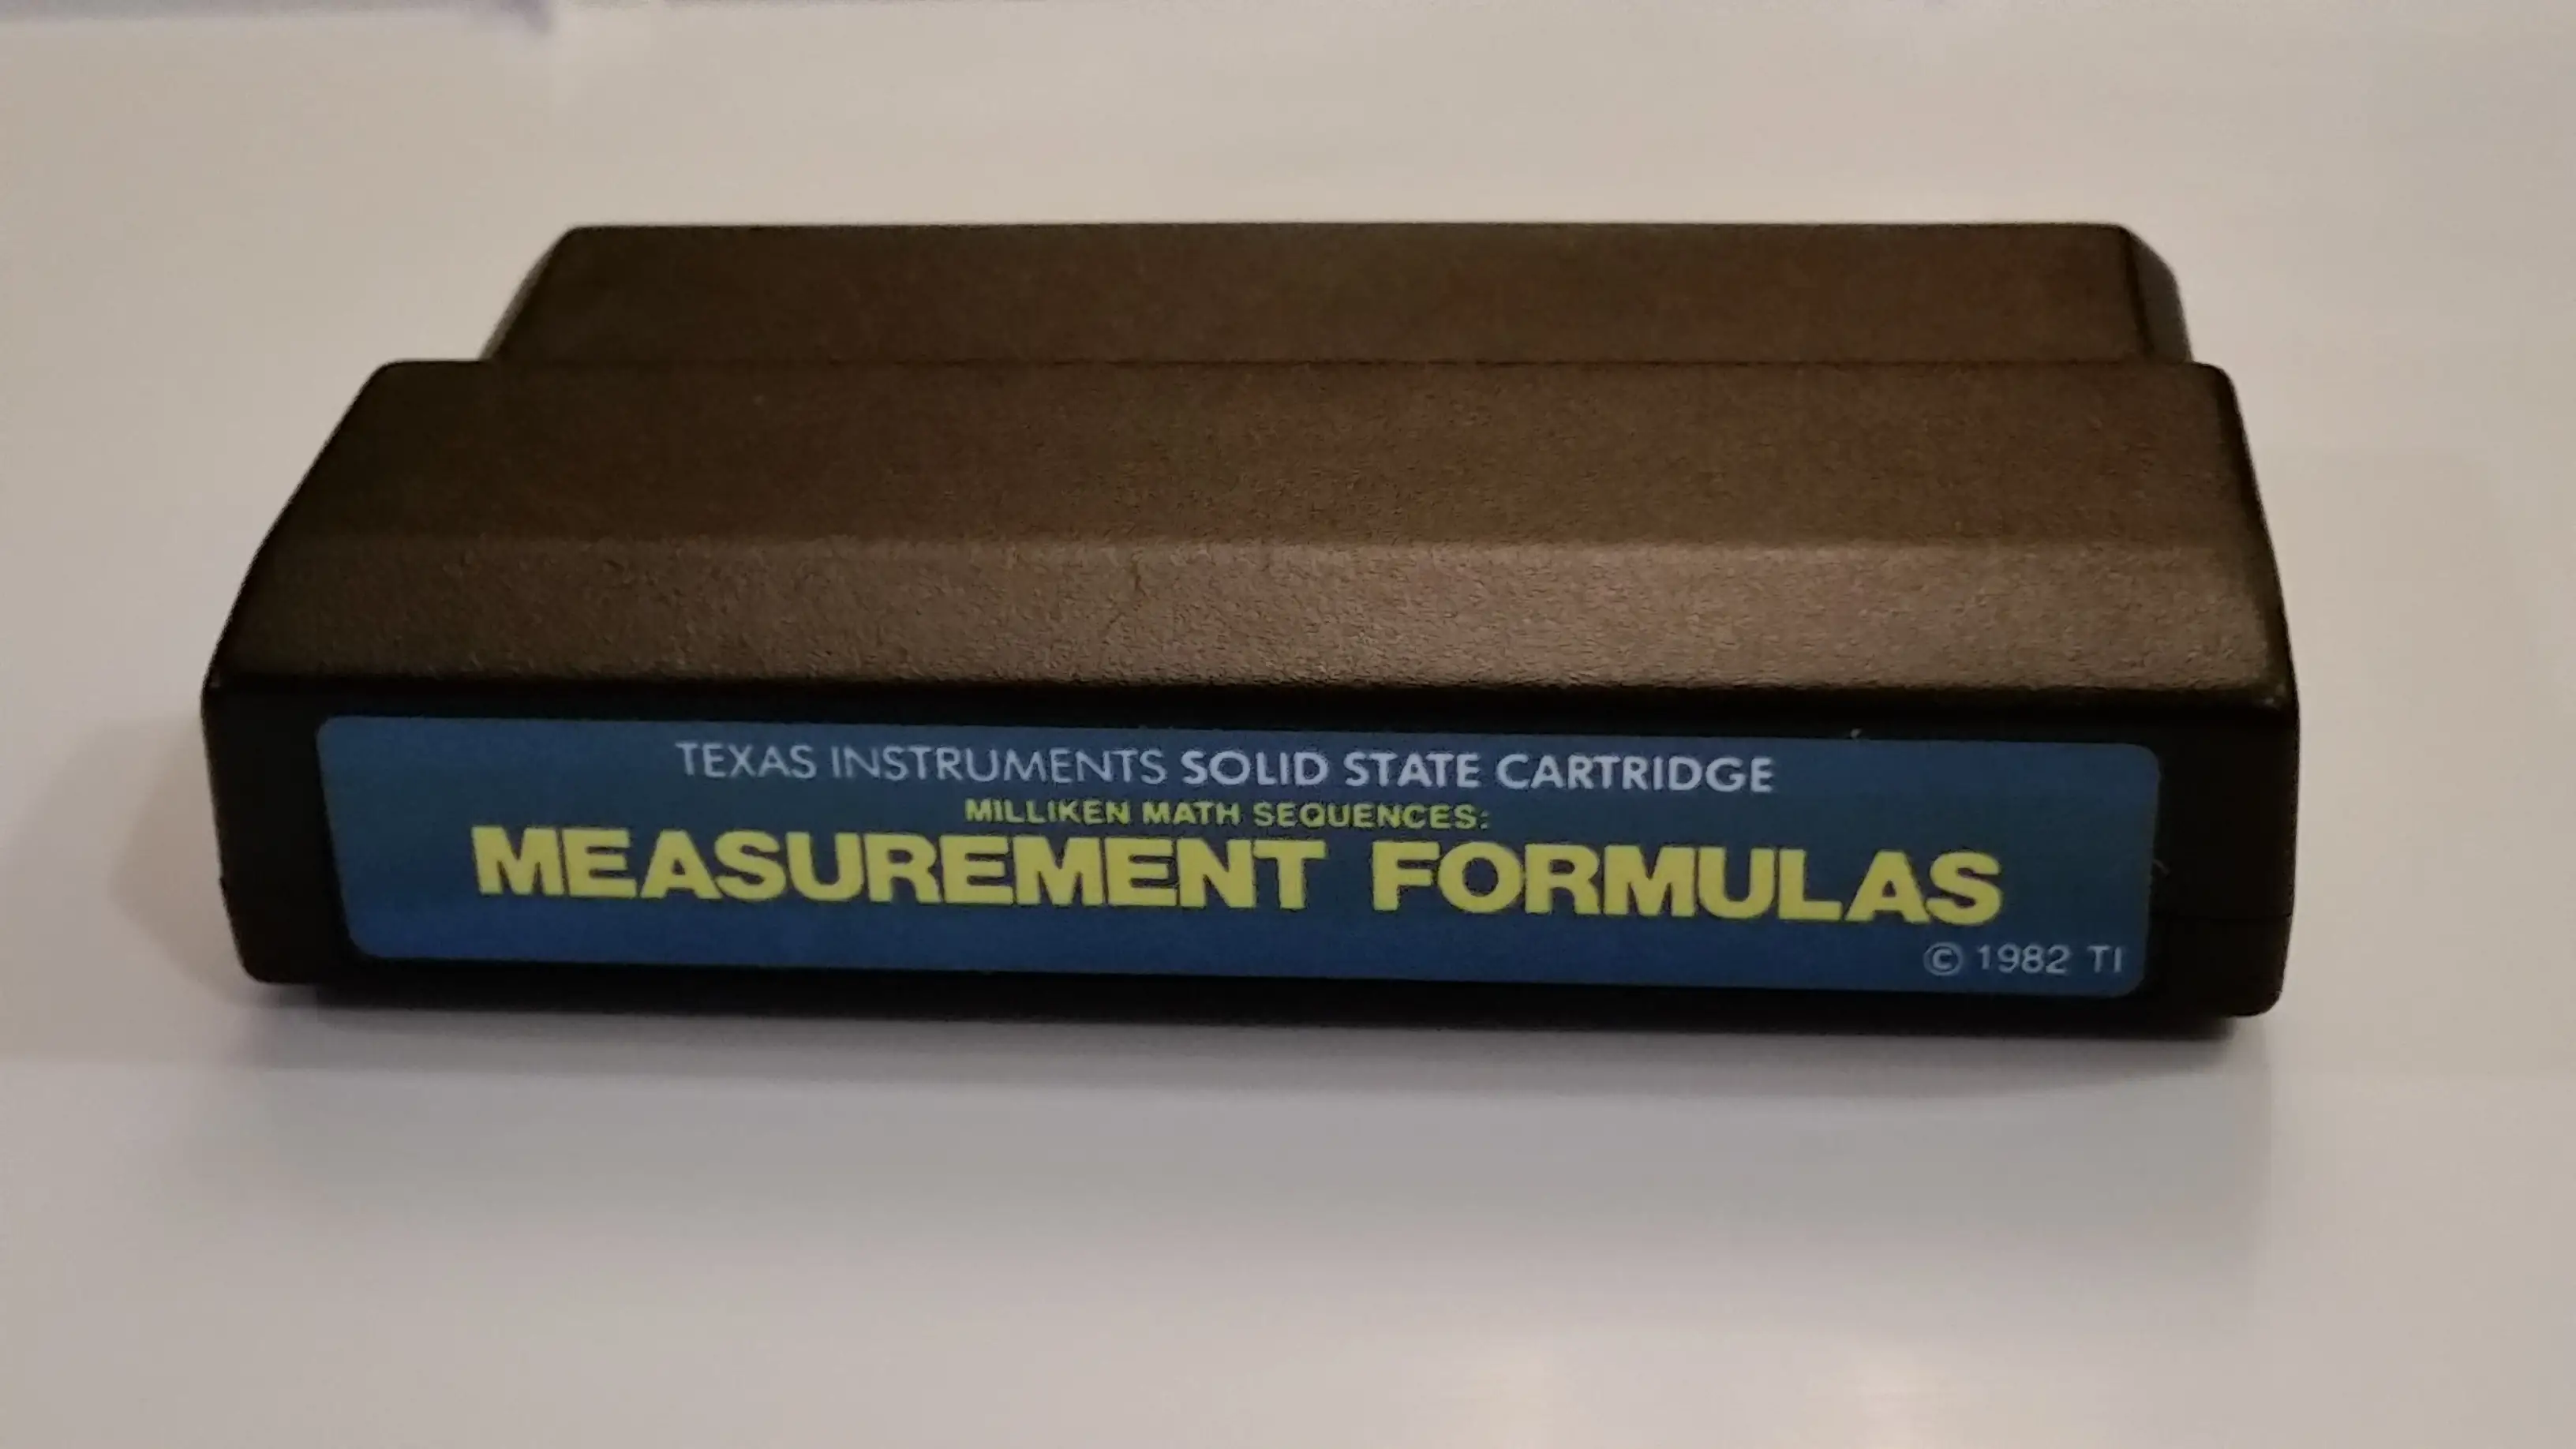 TEXAS INSTRUMENTS SOLID STATE CARTRIDGE
MILLIKEN MATH SEQUENCES:
MEASUREMENT FORMULAS
© 1982 TI